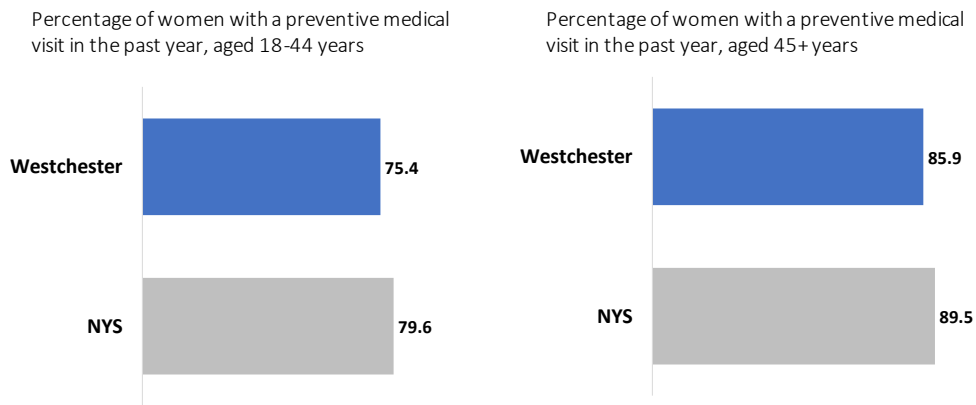 Percentage of women with a preventive medical
visit in the past year, aged 18-44 years
Westchester
75.4
NYS
79.6
Percentage of women with a preventive medical
visit in the past year, aged 45+ years
Westchester
85.9
NYS
89.5